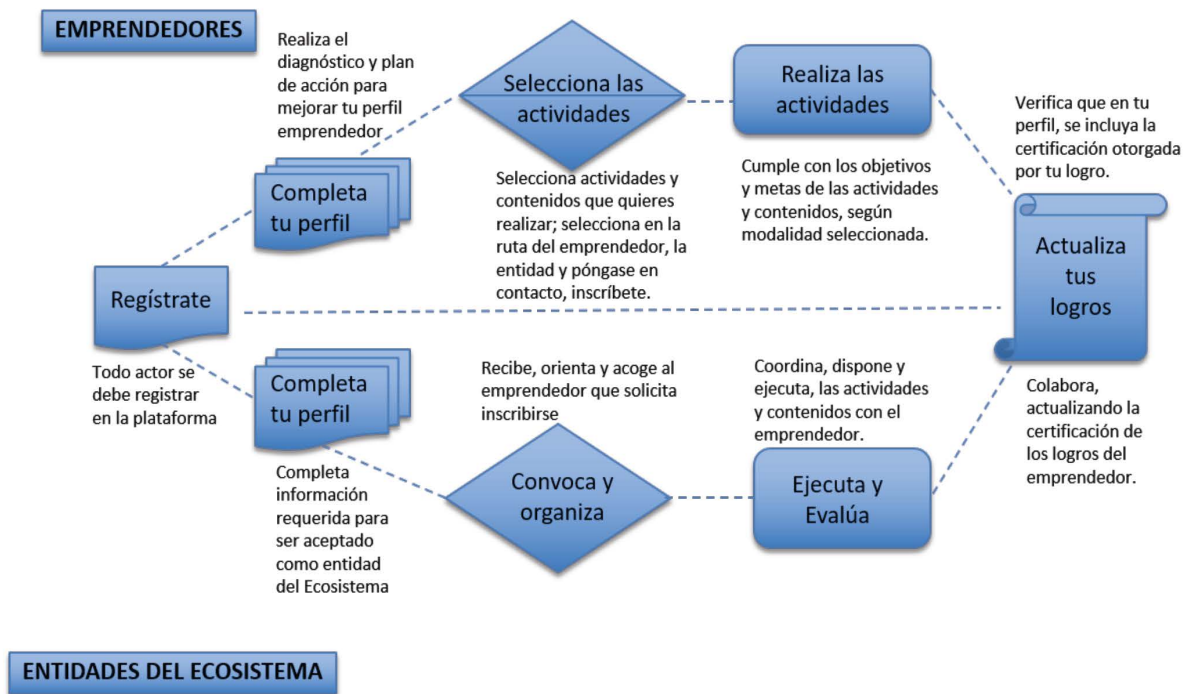 EMPRENDEDORES
Realiza el
diagnóstico y plan
de acción para
mejorar tu perfil
emprendedor
Completa
tu perfil
Selecciona las
actividades
Selecciona actividades y
contenidos que quieres
realizar; selecciona en la
ruta del emprendedor, la
entidad y póngase en
contacto, inscríbete.
Realiza las
actividades
Cumple con los objetivos
y metas de las actividades
y contenidos, según
modalidad seleccionada.
Verifica que en tu
perfil, se incluya la
certificación otorgada
por tu logro.
Actualiza
tus
logros
Colabora,
actualizando la
certificación de
los logros del
emprendedor.
Regístrate
Todo actor se
debe registrar
en la plataforma
Completa
tu perfil
Completa
información
requerida para
ser aceptado
como entidad
del Ecosistema
Recibe, orienta y acoge al
emprendedor que solicita
inscribirse
Convoca y
organiza
Coordina, dispone y
ejecuta, las actividades
y contenidos con el
emprendedor.
Ejecuta y
Evalúa
ENTIDADES DEL ECOSISTEMA